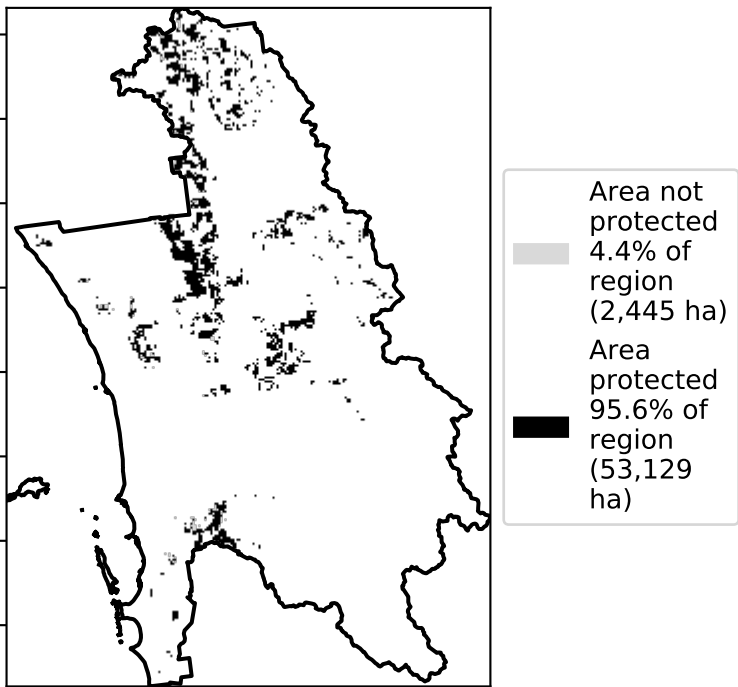 Area not
protected
4.4% of
region
(2,445 ha)
Area
protected
95.6% of
region
(53,129
ha)